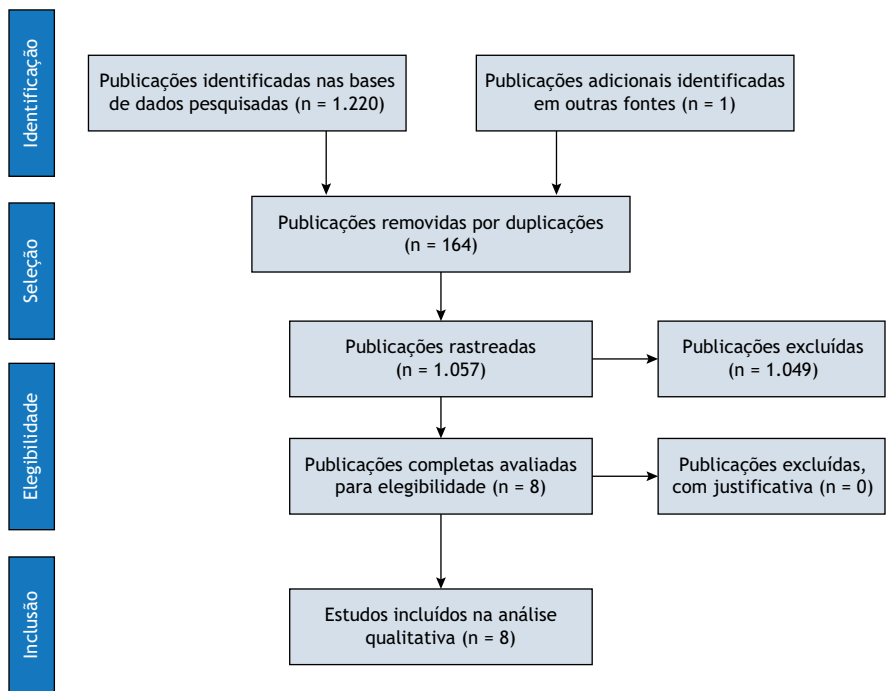 Identificação
Publicações identificadas nas bases
de dados pesquisadas (n = 1.220)
Publicações adicionais identificadas
em outras fontes (n = 1)
Seleção
Publicações removidas por duplicações
(n = 164)
Publicações rastreadas
(n = 1.057)
Publicações excluídas
(n = 1.049)
Elegibilidade
Publicações completas avaliadas
para elegibilidade (n = 8)
Publicações excluídas,
com justificativa (n = 0)
Inclusão
Estudos incluídos na análise
qualitativa (n = 8)